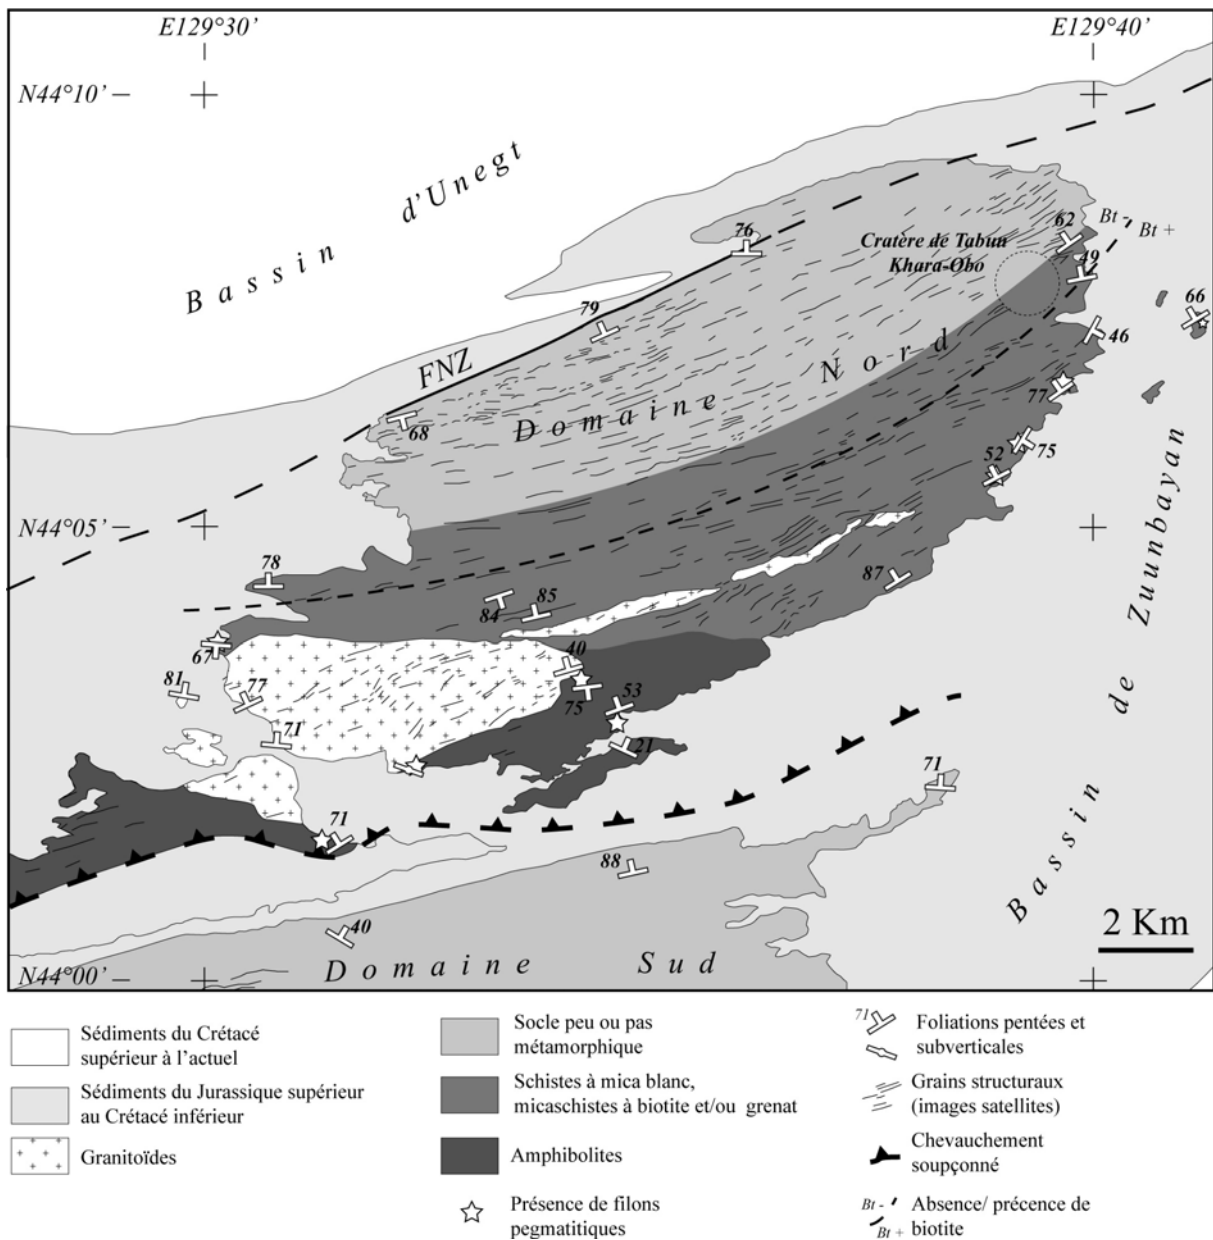 E129°30’
E129°40’
N44°10’
Bassin d’Unegt
76
62
Bt -
Bt +
Cratère de Tabun
Khara-Obo
49
66
79
46
FNZ
Domaine Nord
77
68
75
52
N44°05’
78
87
84
85
Bassin de Zuunbayan
67
40
81
77
75
53
71
21
71
71
88
40
2 Km
Domaine Sud
N44°00’
Sédiments du Crétacé
supérieur à l’actuel
Sédiments du Jurassique supérieur
au Crétacé inférieur
Granitoïdes
Socle peu ou pas
métamorphique
Schistes à mica blanc,
micaschistes à biotite et/ou grenat
Amphibolites
Présence de filons
pegmatitiques
71
Foliations pentées et
subverticales
Grains structuraux
(images satellites)
Chevauchement
soupçonné
Bt -
Bt +
Absence/ précence de
biotite